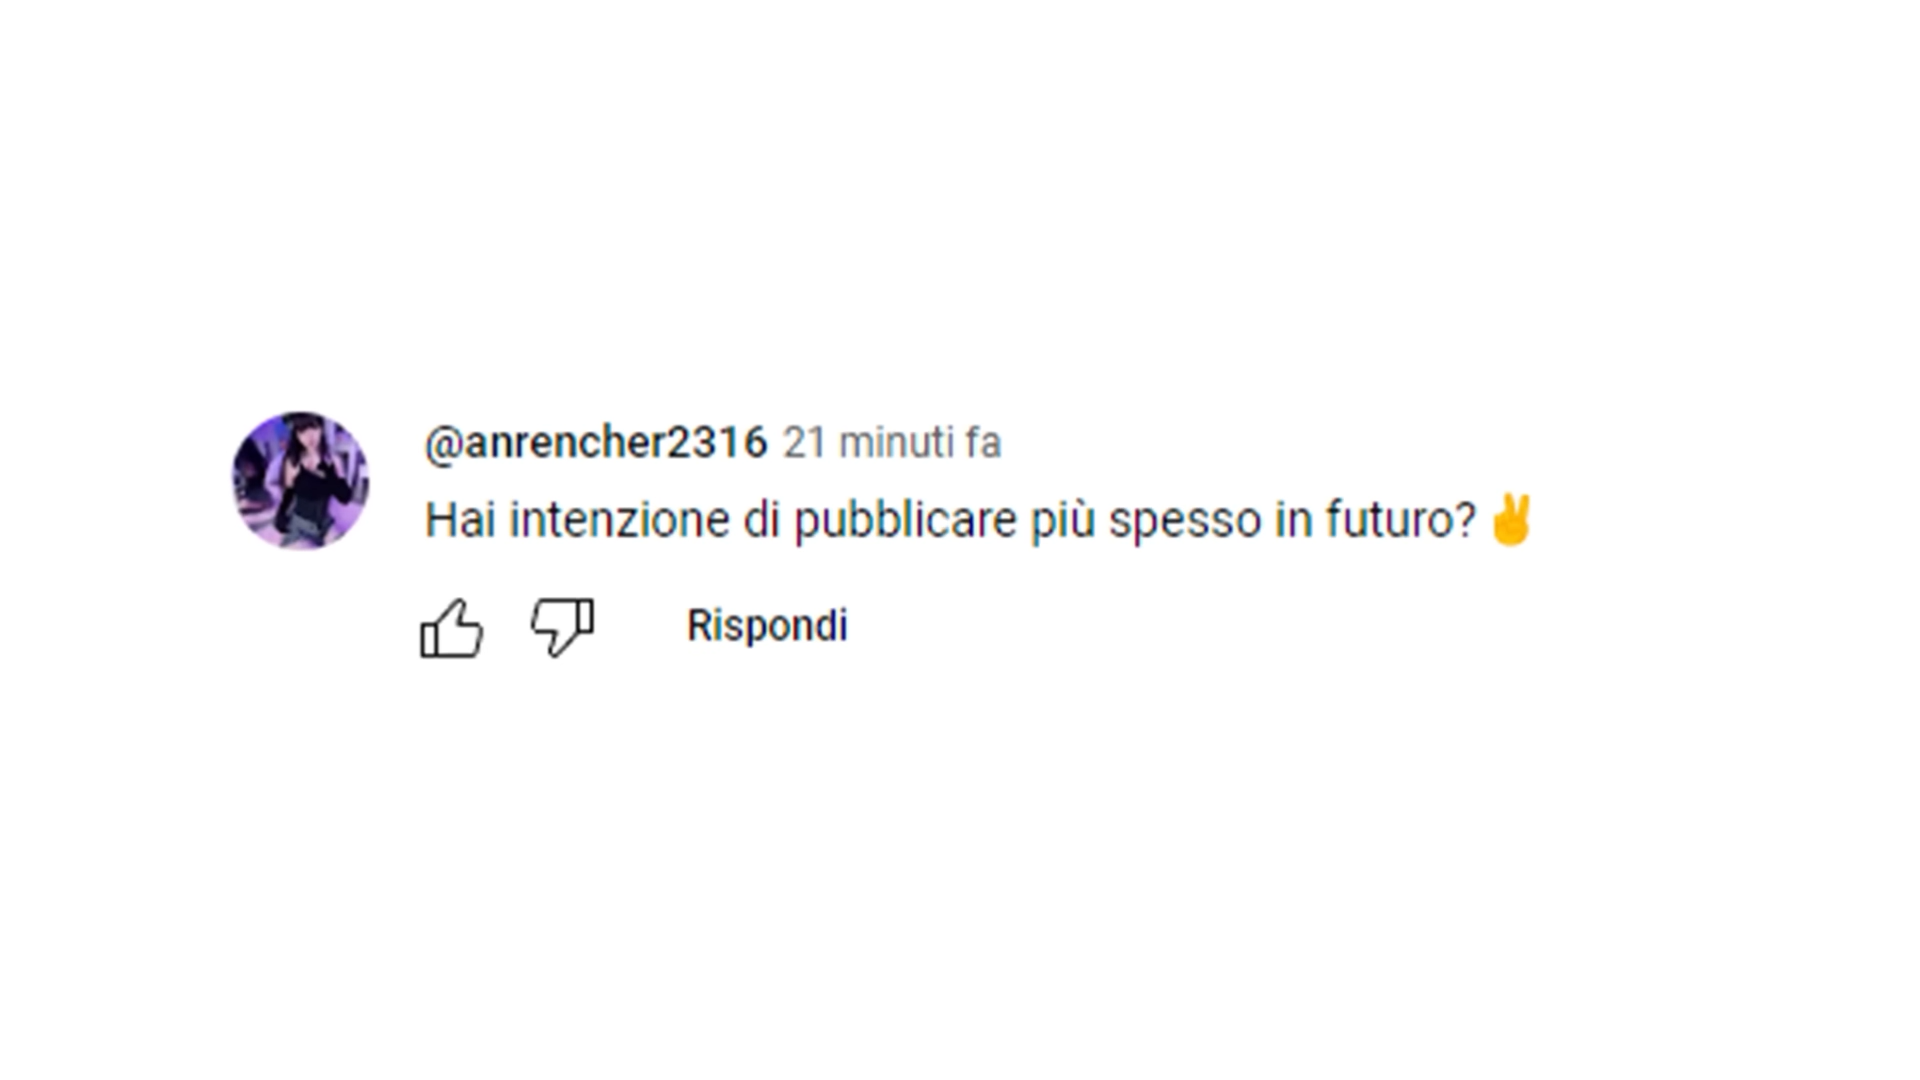 @anrencher2316 21 minuti fa
Hai intenzione di pubblicare più spesso in futuro? ✌
Rispondi